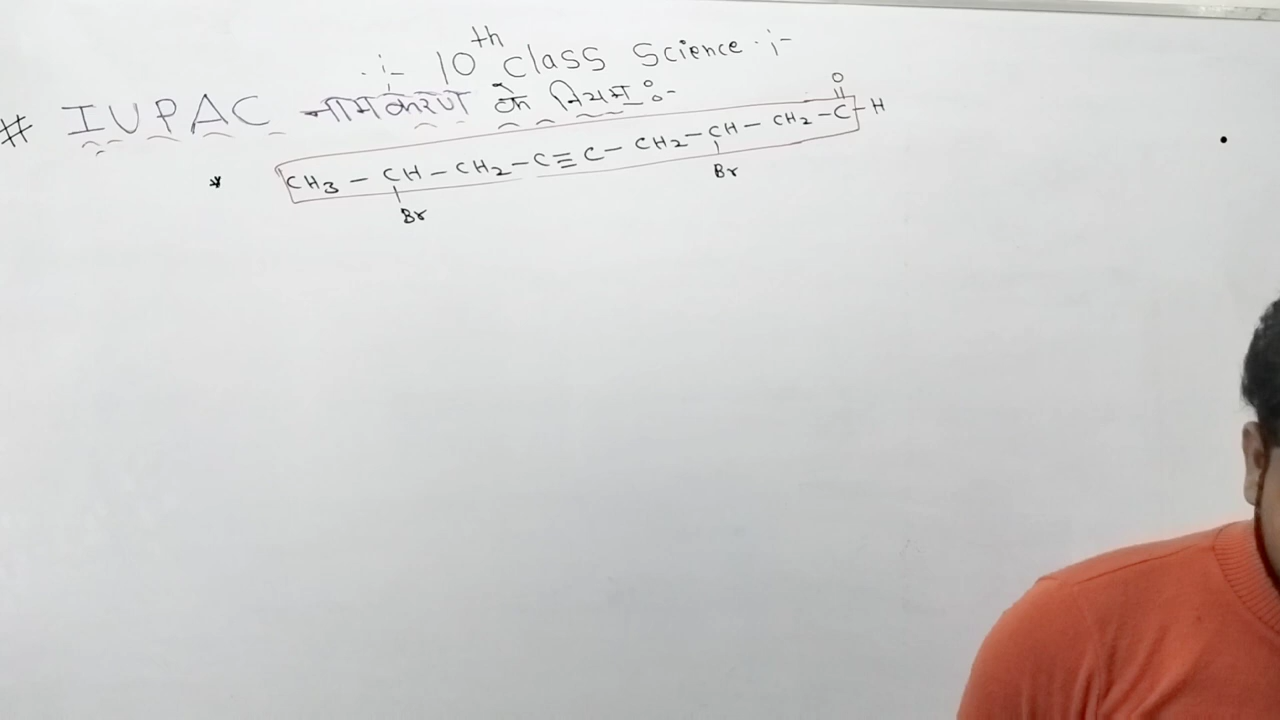 :- 10th class Science :-
# IUPAC नामकरण के नियम :-
O
||
* CH3 - CH - CH2 - C ≡ C - CH2 - CH - CH2 - C - H
| |
Br Br